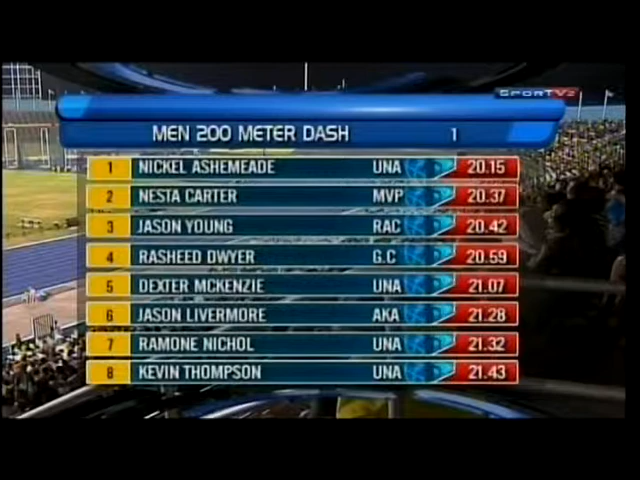 SPORTV2
MEN 200 METER DASH 1
1 NICKEL ASHEMEADE UNA 20.15
2 NESTA CARTER MVP 20.37
3 JASON YOUNG RAC 20.42
4 RASHEED DWYER G.C 20.59
5 DEXTER MCKENZIE UNA 21.07
6 JASON LIVERMORE AKA 21.28
7 RAMONE NICHOL UNA 21.32
8 KEVIN THOMPSON UNA 21.43